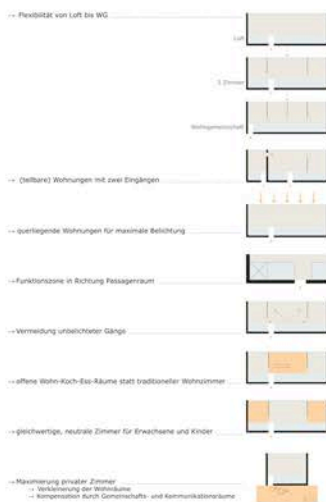 → Flexibilität von Loft bis WG
Loft
3 Zimmer
Wohngemeinschaft
→ (teilbare) Wohnungen mit zwei Eingängen
→ querliegende Wohnungen für maximale Belichtung
→ Funktionszone in Richtung Passagenraum
→ Vermeidung unbelichteter Gänge
→ offene Wohn-Koch-Ess-Räume statt traditioneller Wohnzimmer
→ gleichwertige, neutrale Zimmer für Erwachsene und Kinder
→ Maximierung privater Zimmer
→ Verkleinerung der Wohnräume
→ Kompensation durch Gemeinschafts- und Kommunikationsräume